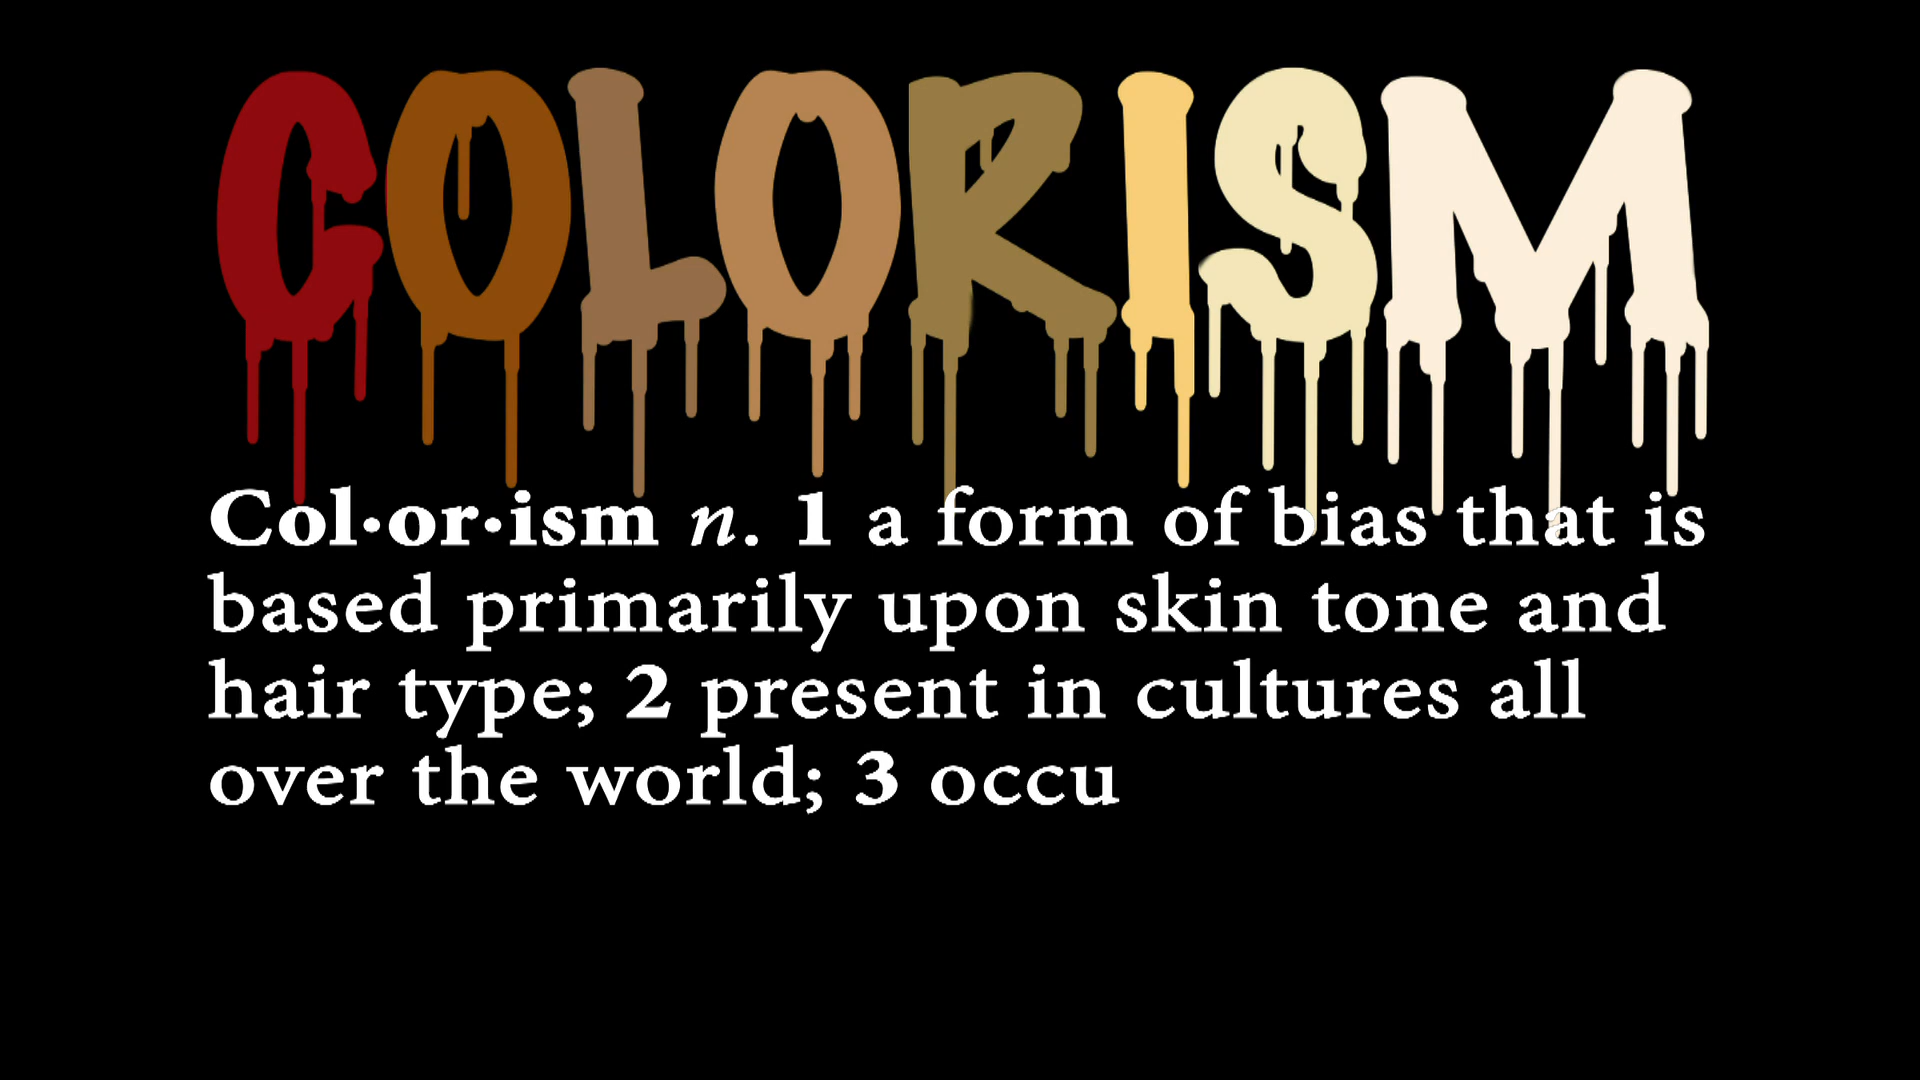 COLORISM
Col·or·ism n. 1 a form of bias that is
based primarily upon skin tone and
hair type; 2 present in cultures all
over the world; 3 occu